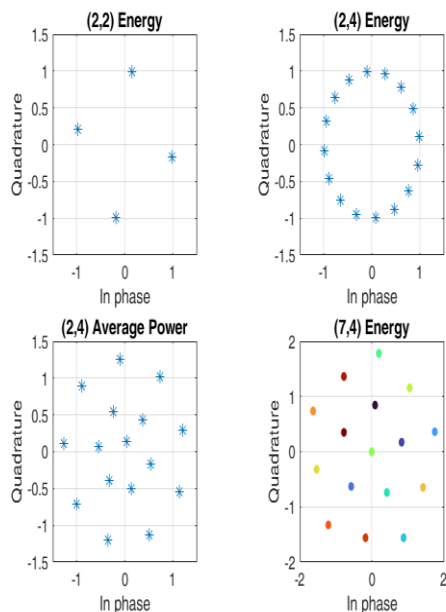 (2,2) Energy
1.5
1
0.5
0
-0.5
-1
-1.5
Quadrature
-1 0 1
In phase
(2,4) Energy
1.5
1
0.5
0
-0.5
-1
-1.5
Quadrature
-1 0 1
In phase
(2,4) Average Power
1.5
1
0.5
0
-0.5
-1
-1.5
Quadrature
-1 0 1
In phase
(7,4) Energy
2
1
0
-1
-2
Quadrature
-2 0 2
In phase